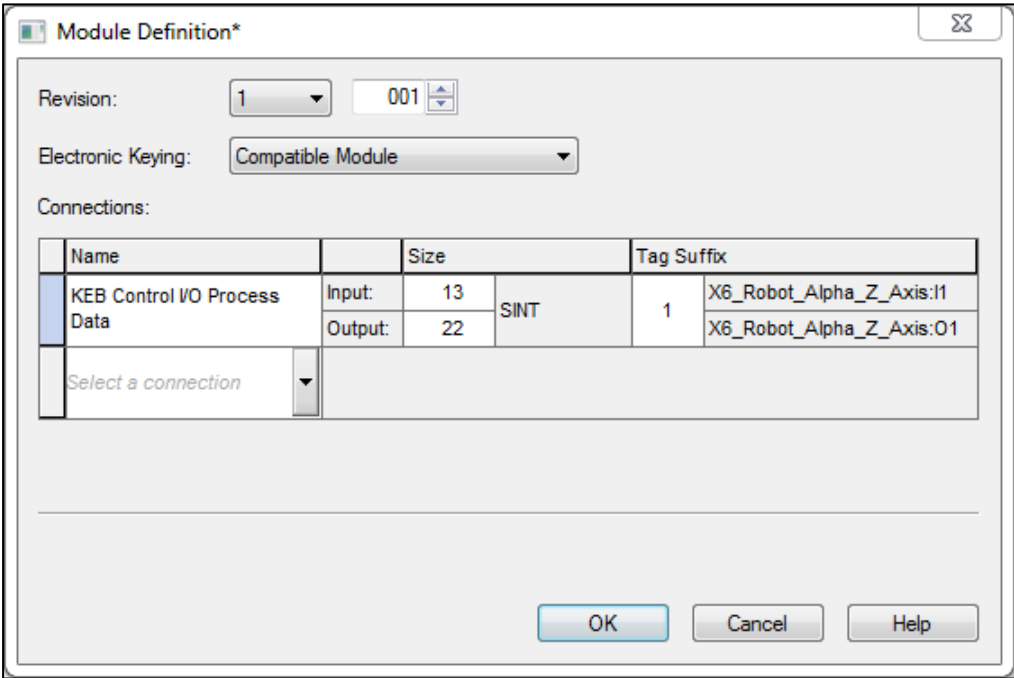 Module Definition*
Revision: 1 001
Electronic Keying: Compatible Module
Connections:
Name Size Tag Suffix
KEB Control I/O Process Data Input: 13 SINT 1 X6_Robot_Alpha_Z_Axis:I1
Output: 22 X6_Robot_Alpha_Z_Axis:O1
Select a connection
OK Cancel Help